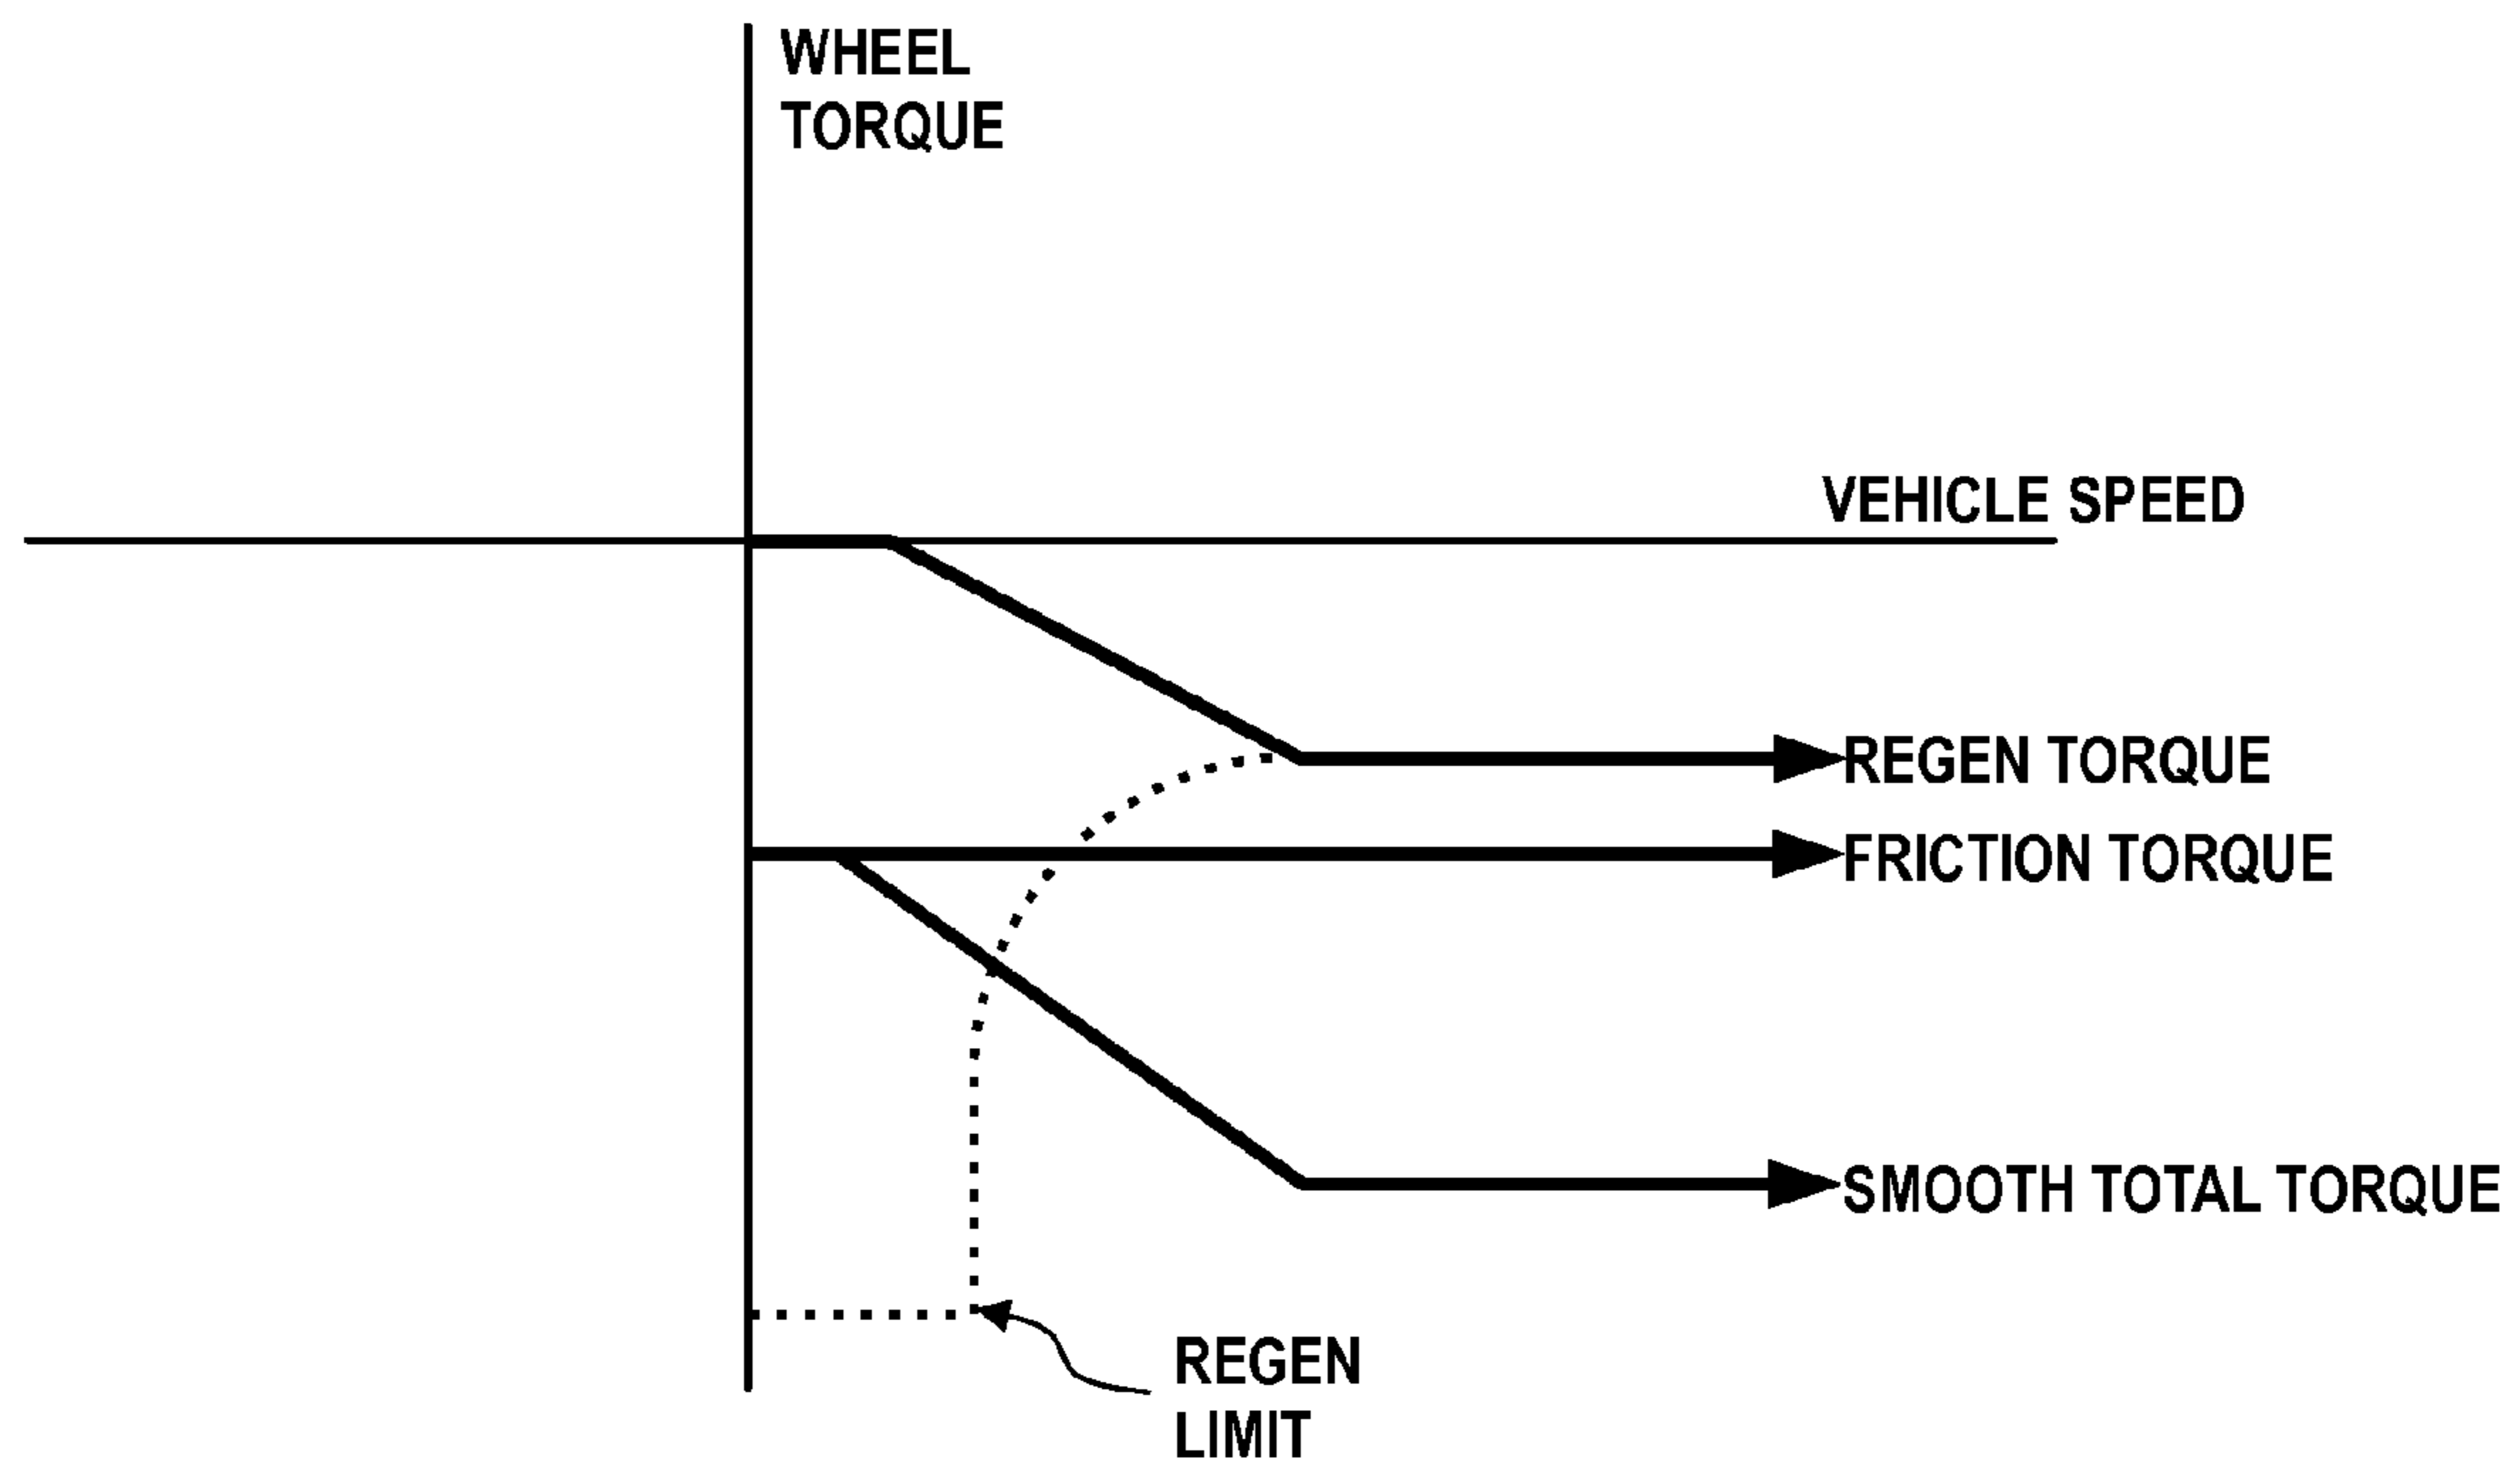 WHEEL
TORQUE
VEHICLE SPEED
REGEN TORQUE
FRICTION TORQUE
SMOOTH TOTAL TORQUE
REGEN
LIMIT